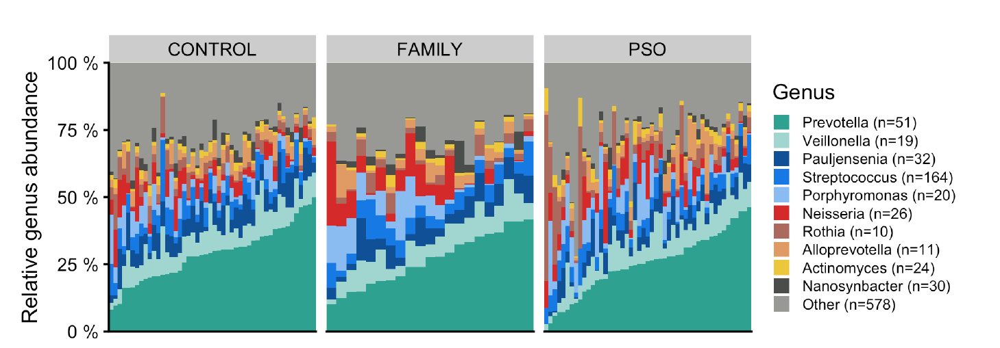 CONTROL
FAMILY
PSO
Relative genus abundance
100 %
75 %
50 %
25 %
0 %
Genus
Prevotella (n=51)
Veillonella (n=19)
Pauljensenia (n=32)
Streptococcus (n=164)
Porphyromonas (n=20)
Neisseria (n=26)
Rothia (n=10)
Alloprevotella (n=11)
Actinomyces (n=24)
Nanosynbacter (n=30)
Other (n=578)